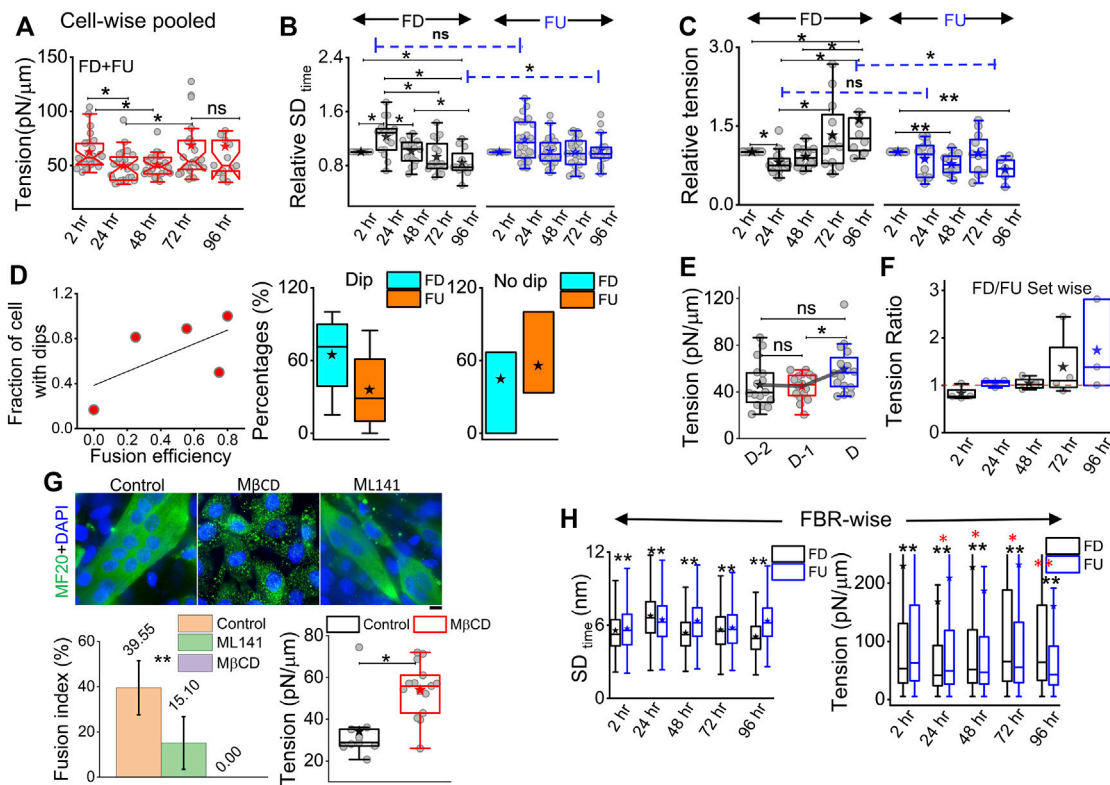 A
Cell-wise pooled
FD+FU
Tension(pN/μm)
150
100
50
2 hr
24 hr
48 hr
72 hr
96 hr
*
*
*
ns
B
FD
FU
ns
*
*
*
*
*
*
*
Relative SD time
2.4
1.6
0.8
2 hr
24 hr
48 hr
72 hr
96 hr
2 hr
24 hr
48 hr
72 hr
96 hr
C
FD
FU
*
*
*
*
ns
*
*
**
**
Relative tension
3.0
1.5
0.0
2 hr
24 hr
48 hr
72 hr
96 hr
2 hr
24 hr
48 hr
72 hr
96 hr
D
Fraction of cell
with dips
1.2
0.8
0.4
0.0
0.0
0.2
0.4
0.6
0.8
Fusion efficiency
Percentages (%)
120
60
0
Dip
FD
FU
120
60
0
No dip
FD
FU
E
Tension (pN/μm)
120
80
40
0
ns
ns
*
D-2
D-1
D
F
FD/FU Set wise
Tension Ratio
3
2
1
0
2 hr
24 hr
48 hr
72 hr
96 hr
G
Control
MβCD
ML141
MF20+DAPI
Fusion index (%)
60
40
20
0
39.55
15.10
0.00
**
Control
ML141
MβCD
Tension (pN/μm)
80
60
40
20
Control
MβCD
*
H
FBR-wise
SD time (nm)
12
6
0
**
**
**
**
**
FD
FU
2 hr
24 hr
48 hr
72 hr
96 hr
Tension (pN/μm)
200
100
0
**
*
**
*
**
*
**
**
**
FD
FU
2 hr
24 hr
48 hr
72 hr
96 hr